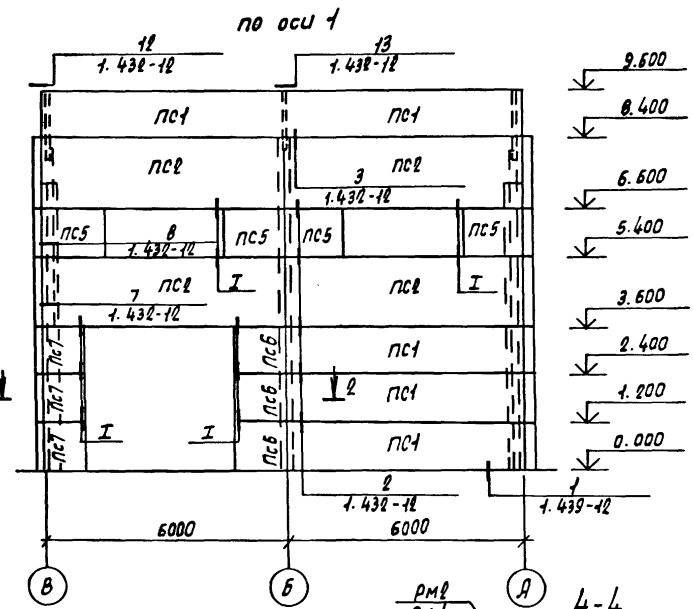 по оси 1
12
1.432-12
13
1.432-12
9.600
ПС1
ПС1
8.400
ПС2
ПС2
3
1.432-12
6.600
ПС5
8
1.432-12
ПС5
ПС5
ПС5
5.400
ПС2
I
ПС2
I
7
1.432-12
3.600
ПС7
ПС6
ПС1
2.400
ПС7
ПС6
2
ПС1
1.200
I
I
ПС7
ПС6
ПС1
0.000
2
1.432-12
1
1.439-12
6000
6000
В
Б
А
РМ2
4-4